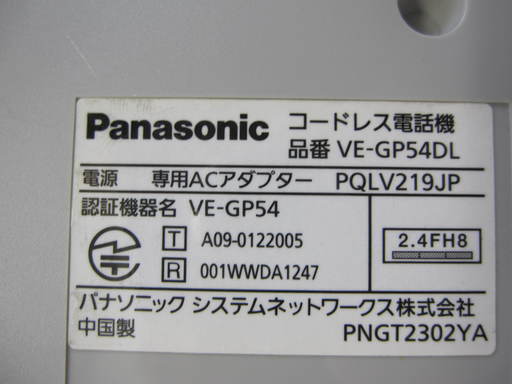 Panasonic コードレス電話機
品番 VE-GP54DL
電源 専用ACアダプター PQLV219JP
認証機器名 VE-GP54
T A09-0122005
R 001WWDA1247
2.4FH8
パナソニック システムネットワークス株式会社
中国製 PNGT2302YA